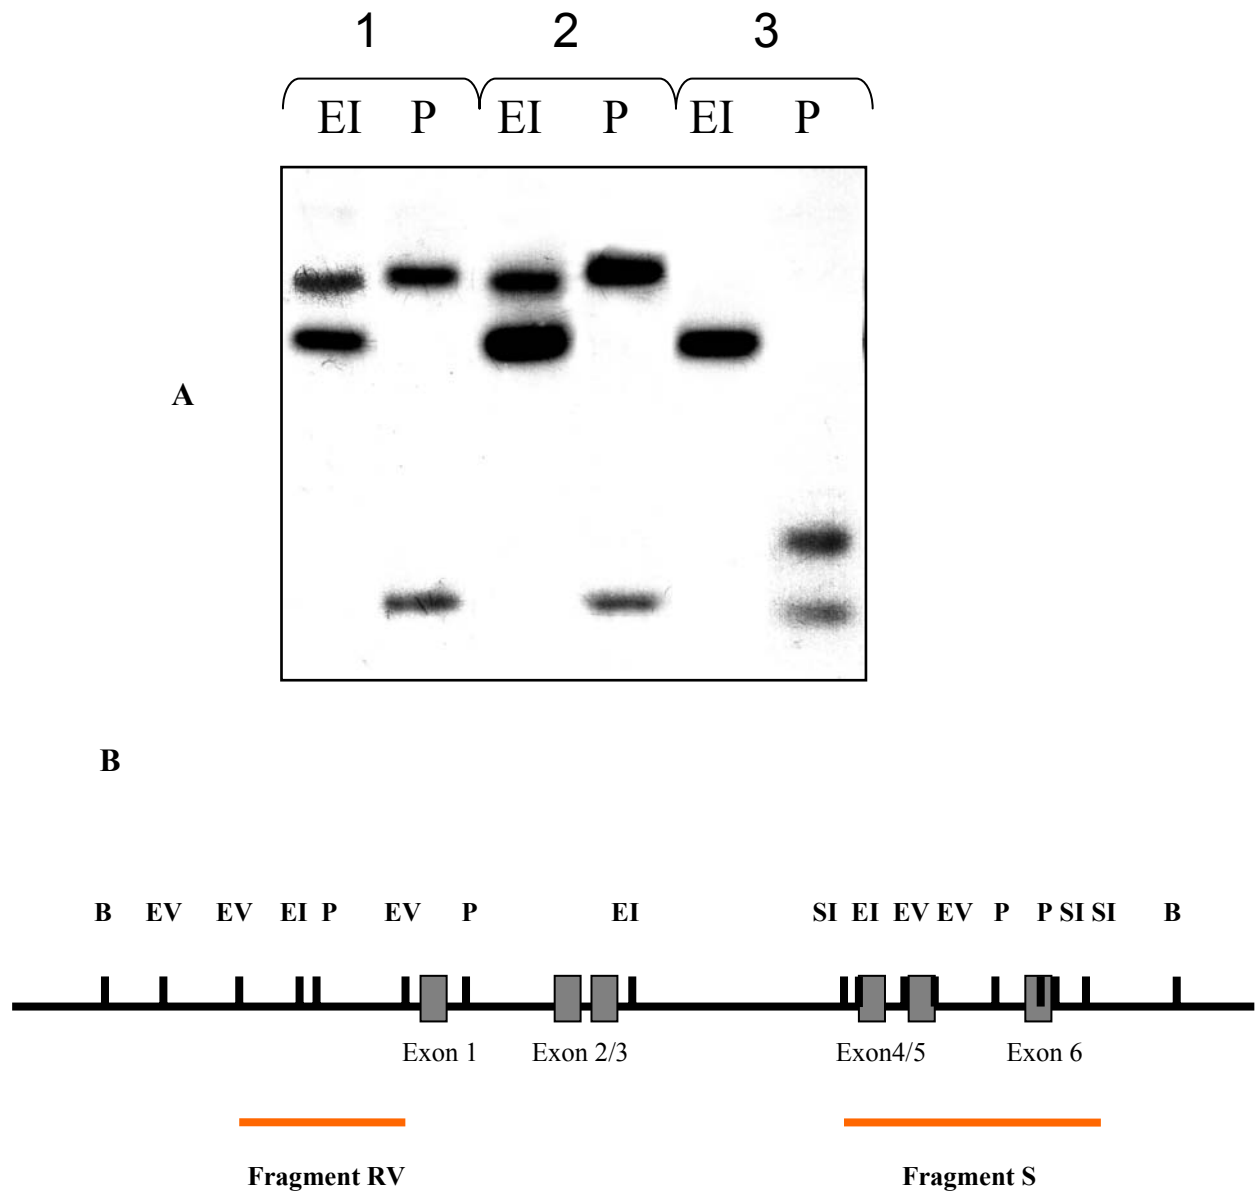 1 2 3
EI P EI P EI P
A
B
B EV EV EI P EV P EI SI EI EV EV P P SI SI B
Exon 1 Exon 2/3 Exon4/5 Exon 6
Fragment RV Fragment S